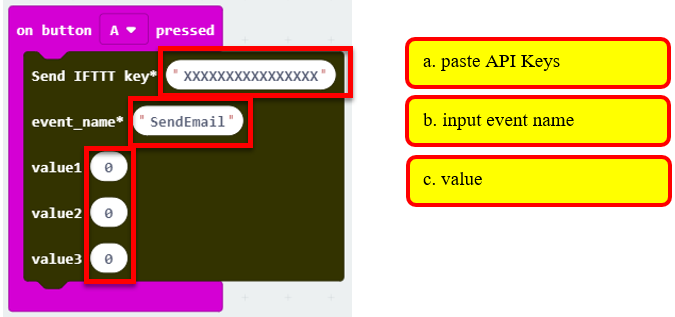 on button A pressed
Send IFTTT key* "XXXXXXXXXXXXXXXX"
event_name* "SendEmail"
value1 0
value2 0
value3 0
a. paste API Keys
b. input event name
c. value